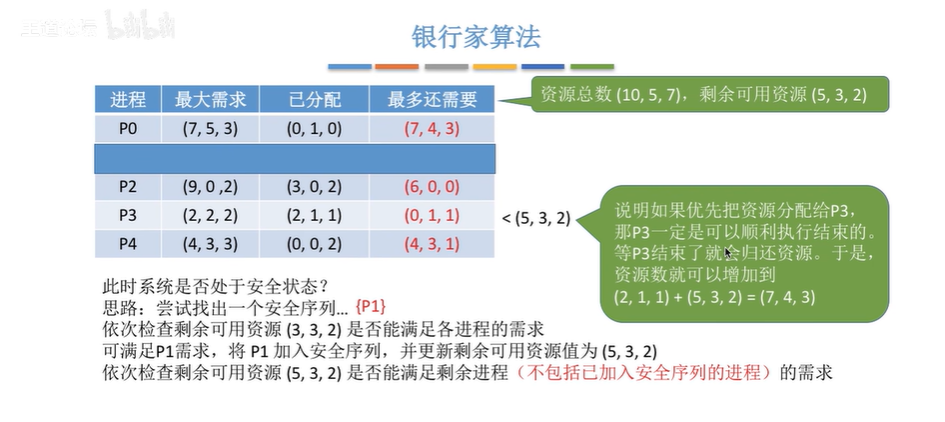 银行家算法
进程 最大需求 已分配 最多还需要
P0 (7, 5, 3) (0, 1, 0) (7, 4, 3)
P2 (9, 0 ,2) (3, 0, 2) (6, 0, 0)
P3 (2, 2, 2) (2, 1, 1) (0, 1, 1)
P4 (4, 3, 3) (0, 0, 2) (4, 3, 1)
资源总数 (10, 5, 7)，剩余可用资源 (5, 3, 2)
< (5, 3, 2)
说明如果优先把资源分配给P3，
那P3一定是可以顺利执行结束的。
等P3结束了就会归还资源。于是，
资源数就可以增加到
(2, 1, 1) + (5, 3, 2) = (7, 4, 3)
此时系统是否处于安全状态？
思路：尝试找出一个安全序列... {P1}
依次检查剩余可用资源 (3, 3, 2) 是否能满足各进程的需求
可满足P1需求，将 P1 加入安全序列，并更新剩余可用资源值为 (5, 3, 2)
依次检查剩余可用资源 (5, 3, 2) 是否能满足剩余进程（不包括已加入安全序列的进程）的需求
bilibili